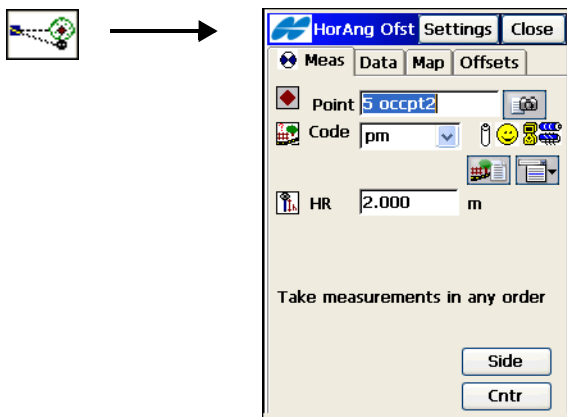 HorAng Ofst Settings Close
Meas Data Map Offsets
Point 5 occpt2
Code pm
HR 2.000 m
Take measurements in any order
Side
Cntr